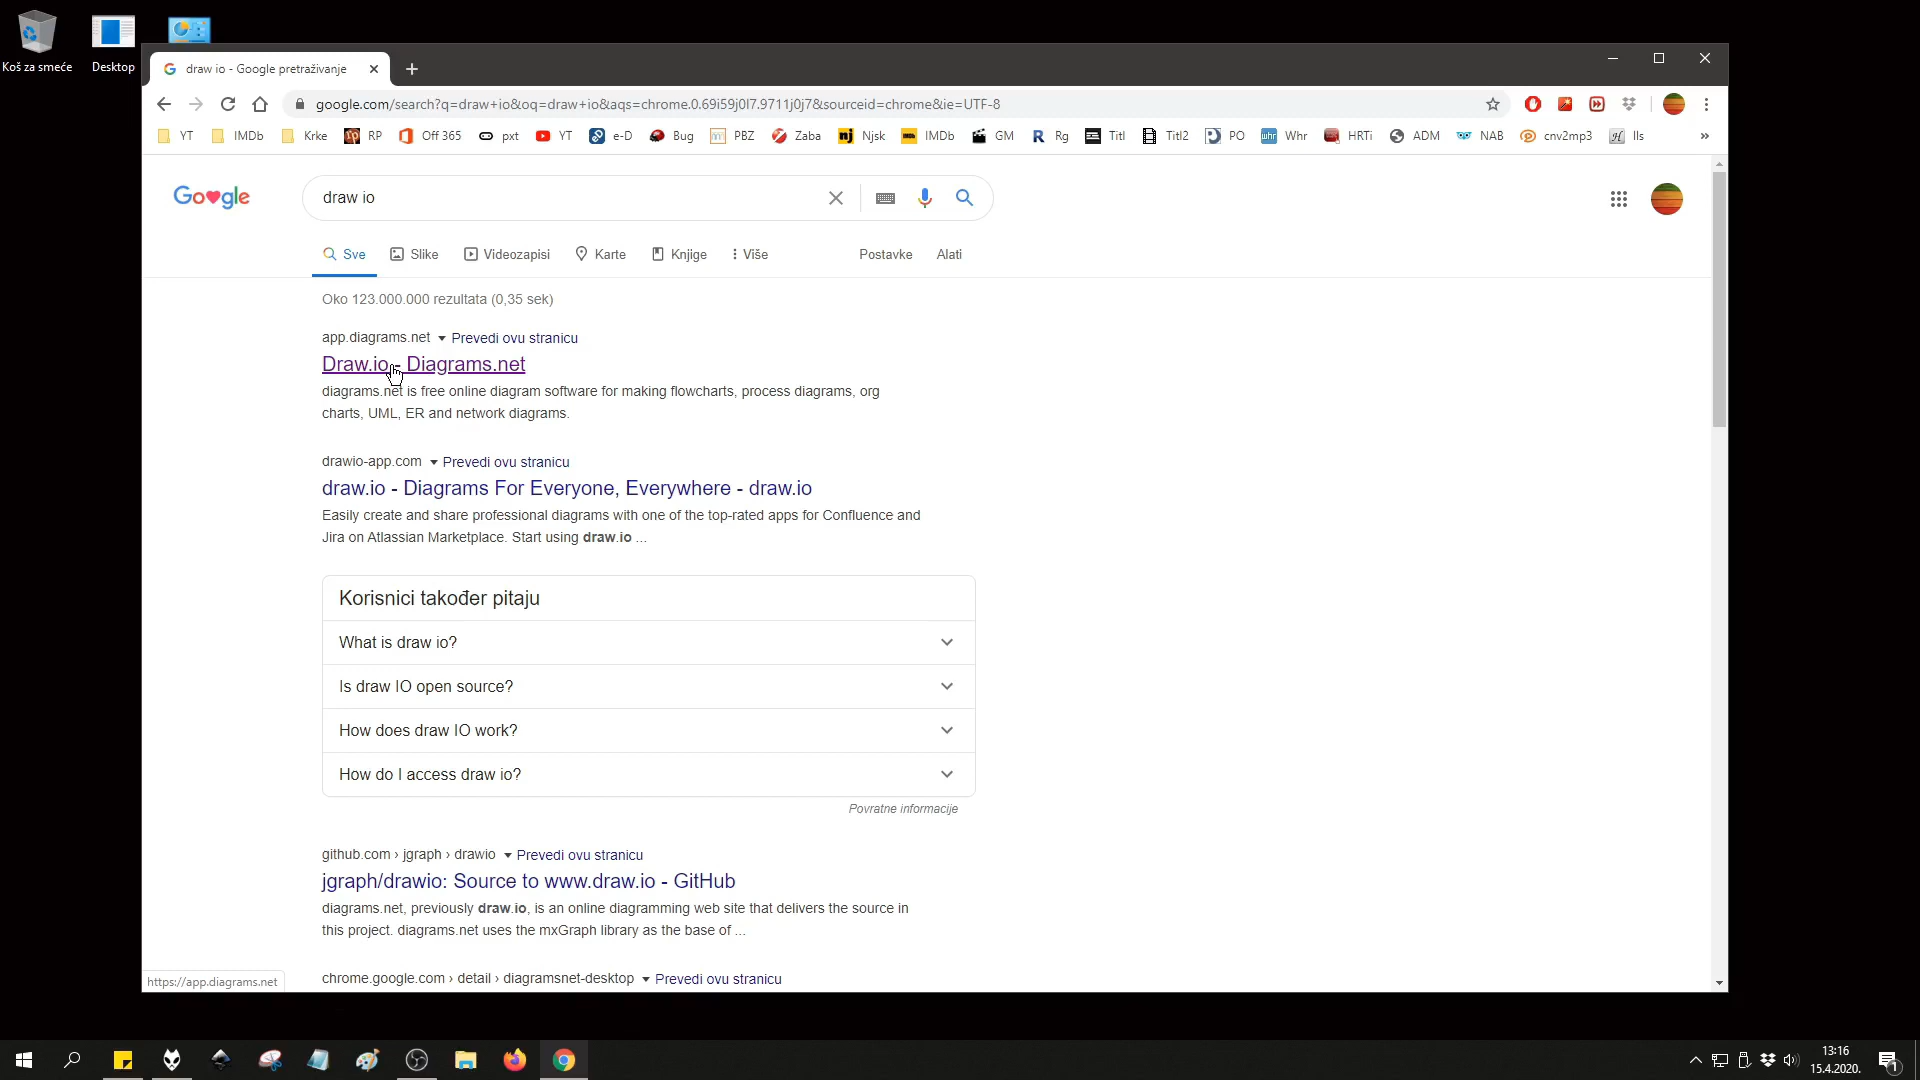 Koš za smeće
Desktop
draw io - Google pretraživanje
google.com/search?q=draw+io&oq=draw+io&aqs=chrome.0.69i59j0l7.9711j0j7&sourceid=chrome&ie=UTF-8
YT IMDb Krke RP Off 365 pxt YT e-D Bug PBZ Zaba Njsk IMDb GM Rg Titl Titl2 PO Whr HRTi ADM NAB cnv2mp3 lls »
Google
draw io
Sve Slike Videozapisi Karte Knjige Više Postavke Alati
Oko 123.000.000 rezultata (0,35 sek)
app.diagrams.net Prevedi ovu stranicu
Draw.io - Diagrams.net
diagrams.net is free online diagram software for making flowcharts, process diagrams, org
charts, UML, ER and network diagrams.
drawio-app.com Prevedi ovu stranicu
draw.io - Diagrams For Everyone, Everywhere - draw.io
Easily create and share professional diagrams with one of the top-rated apps for Confluence and
Jira on Atlassian Marketplace. Start using draw.io ...
Korisnici također pitaju
What is draw io?
Is draw IO open source?
How does draw IO work?
How do I access draw io?
Povratne informacije
github.com › jgraph › drawio Prevedi ovu stranicu
jgraph/drawio: Source to www.draw.io - GitHub
diagrams.net, previously draw.io, is an online diagramming web site that delivers the source in
this project. diagrams.net uses the mxGraph library as the base of ...
chrome.google.com › detail › diagramsnet-desktop Prevedi ovu stranicu
https://app.diagrams.net
13:16
15.4.2020.
1